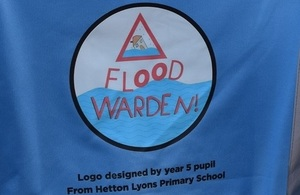 FLOOD
WARDEN!
Logo designed by year 5 pupil
From Hetton Lyons Primary School